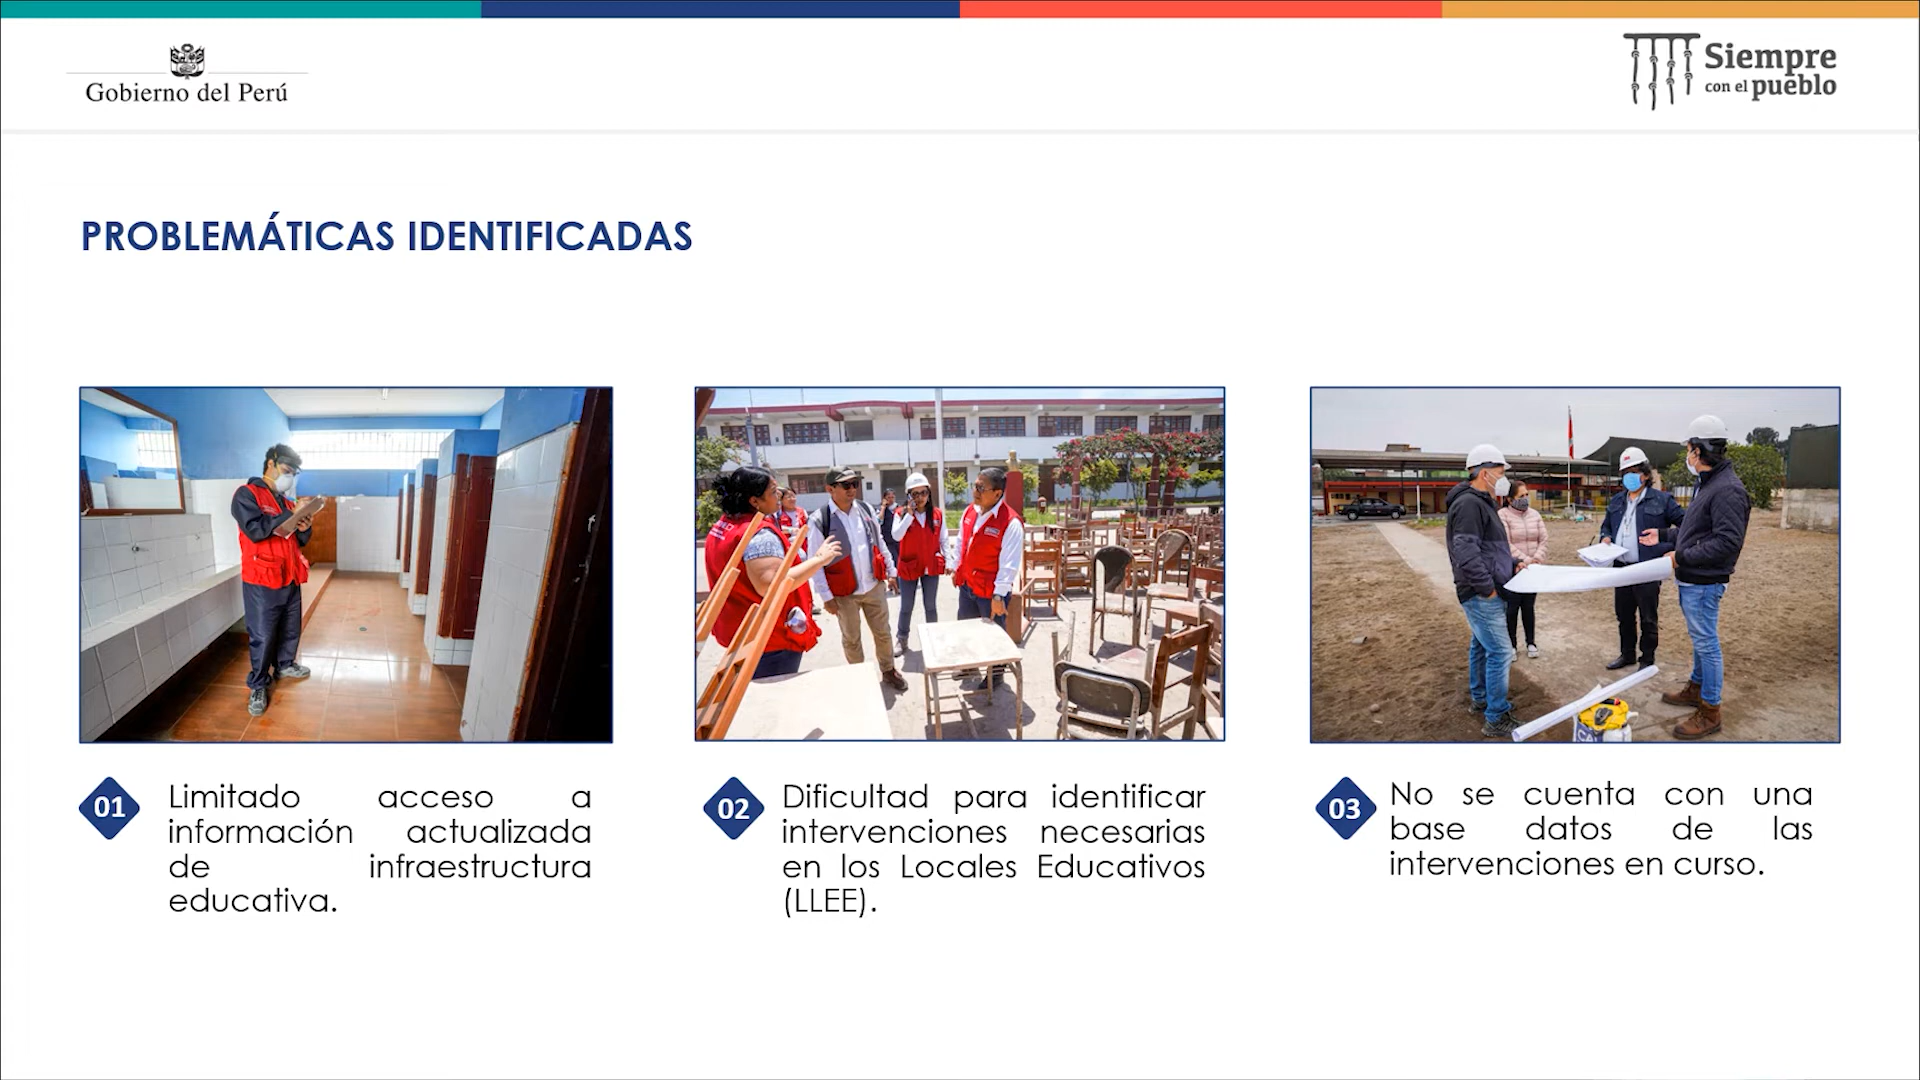 Gobierno del Perú
Siempre
con el pueblo
PROBLEMÁTICAS IDENTIFICADAS
01
Limitado acceso a
información actualizada
de infraestructura
educativa.
02
Dificultad para identificar
intervenciones necesarias
en los Locales Educativos
(LLEE).
03
No se cuenta con una
base datos de las
intervenciones en curso.